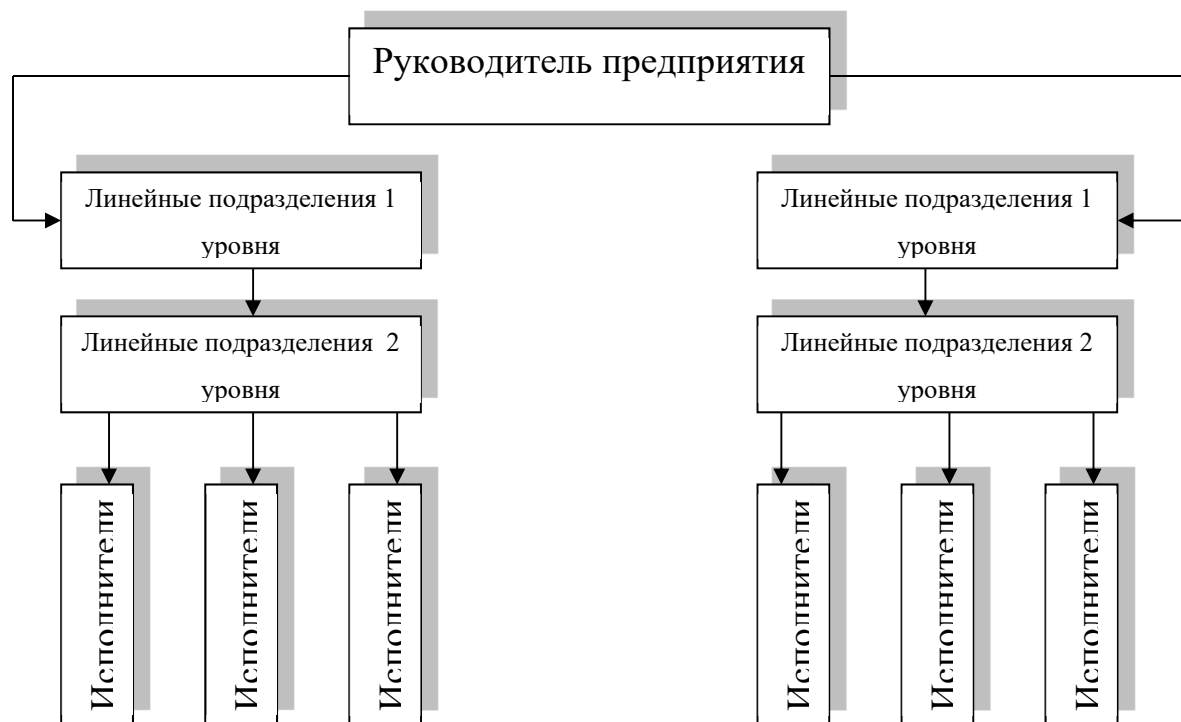 Руководитель предприятия
Линейные подразделения 1
уровня
Линейные подразделения 1
уровня
Линейные подразделения  2
уровня
Линейные подразделения 2
уровня
Исполнители
Исполнители
Исполнители
Исполнители
Исполнители
Исполнители